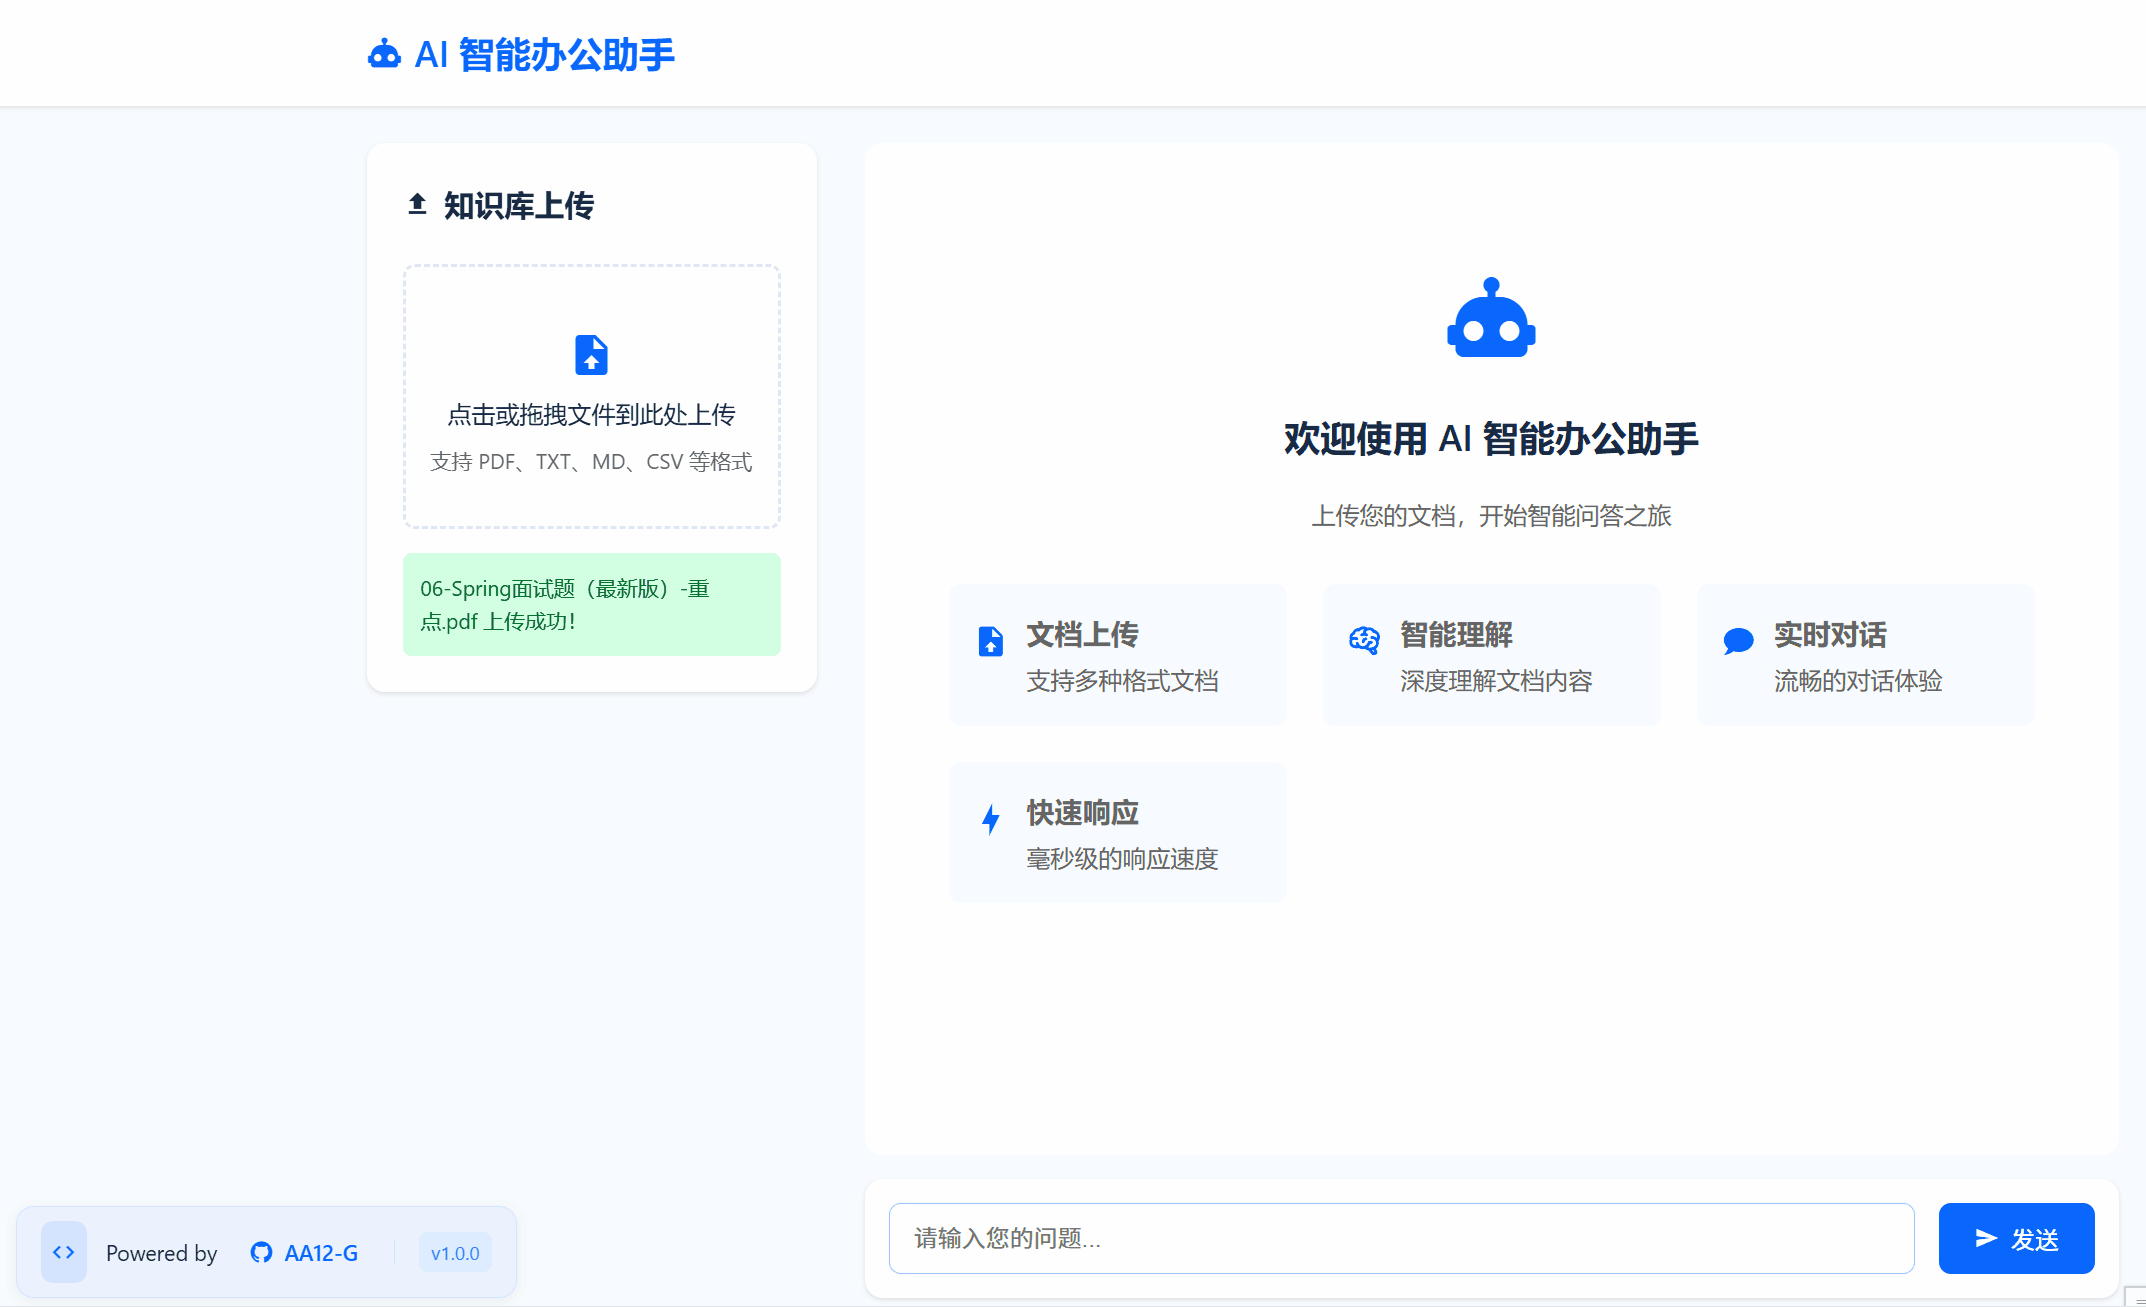 AI 智能办公助手
知识库上传
点击或拖拽文件到此处上传
支持 PDF、TXT、MD、CSV 等格式
06-Spring面试题（最新版）-重
点.pdf 上传成功！
欢迎使用 AI 智能办公助手
上传您的文档，开始智能问答之旅
文档上传
支持多种格式文档
智能理解
深度理解文档内容
实时对话
流畅的对话体验
快速响应
毫秒级的响应速度
请输入您的问题...
发送
Powered by AA12-G v1.0.0